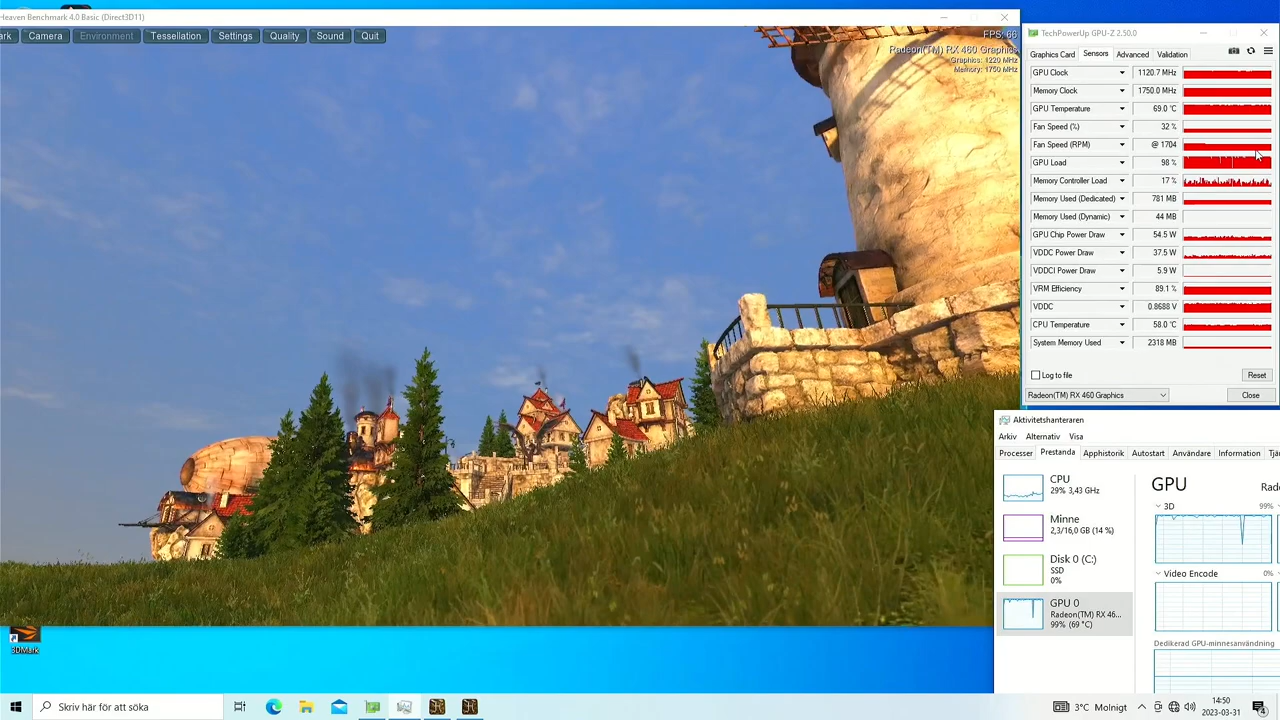 Heaven Benchmark 4.0 Basic (Direct3D11)
ark Camera Environment Tessellation Settings Quality Sound Quit
FPS: 66
Radeon(TM) RX 460 Graphics
Graphics: 1220 MHz
Memory: 1750 MHz
TechPowerUp GPU-Z 2.50.0
Graphics Card Sensors Advanced Validation
GPU Clock 1120.7 MHz
Memory Clock 1750.0 MHz
GPU Temperature 69.0 °C
Fan Speed (%) 32 %
Fan Speed (RPM) @ 1704
GPU Load 98 %
Memory Controller Load 17 %
Memory Used (Dedicated) 781 MB
Memory Used (Dynamic) 44 MB
GPU Chip Power Draw 54.5 W
VDDC Power Draw 37.5 W
VDDCI Power Draw 5.9 W
VRM Efficiency 89.1 %
VDDC 0.8688 V
CPU Temperature 58.0 °C
System Memory Used 2318 MB
Log to file Reset
Radeon(TM) RX 460 Graphics Close
Aktivitetshanteraren
Arkiv Alternativ Visa
Processer Prestanda Apphistorik Autostart Användare Information Tjä
CPU
29% 3,43 GHz
Minne
2,3/16,0 GB (14 %)
Disk 0 (C:)
SSD
0%
GPU 0
Radeon(TM) RX 46...
99% (69 °C)
GPU Rade
3D 99%
Video Encode 0%
Dedikerad GPU-minnesanvändning
3DMark
Skriv här för att söka
3°C Molnigt
14:50
2023-03-31
4